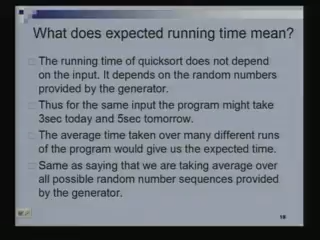 What does expected running time mean?
The running time of quicksort does not depend
on the input. It depends on the random numbers
provided by the generator.
Thus for the same input the program might take
3sec today and 5sec tomorrow.
The average time taken over many different runs
of the program would give us the expected time.
Same as saying that we are taking average over
all possible random number sequences provided
by the generator.